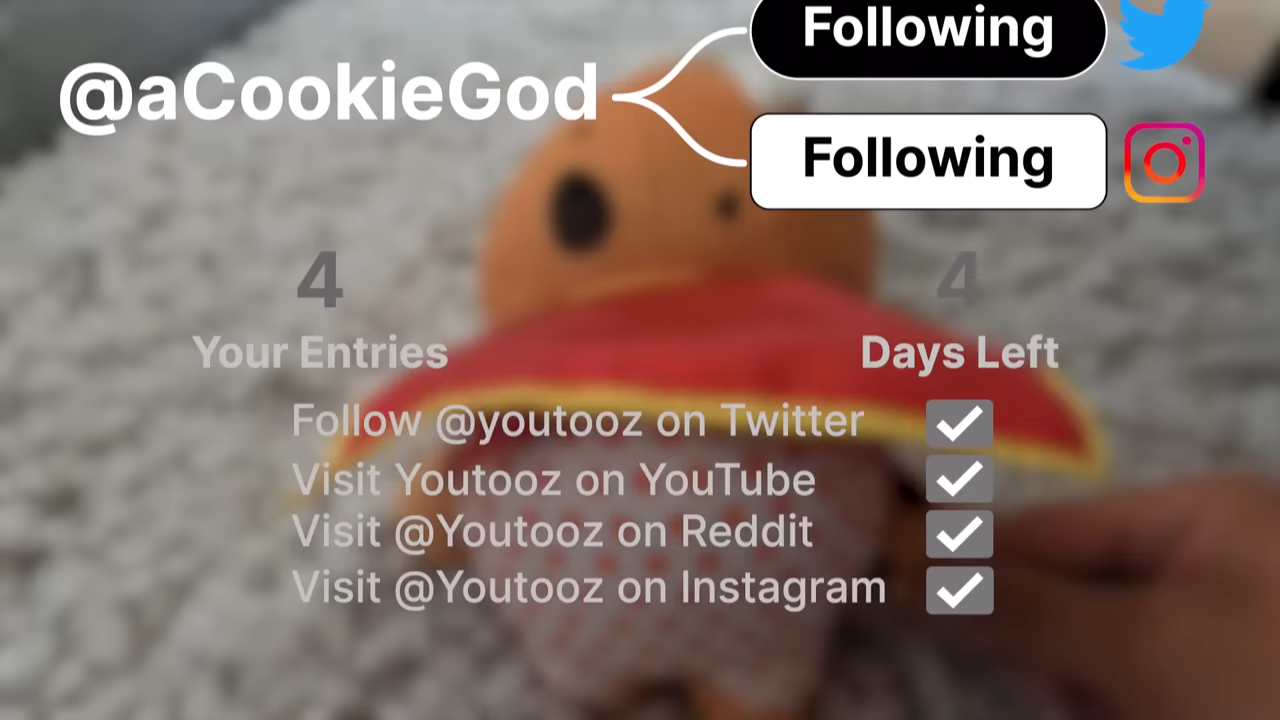 Following
@aCookieGod
Following
4
4
Your Entries
Days Left
Follow @youtooz on Twitter
Visit Youtooz on YouTube
Visit @Youtooz on Reddit
Visit @Youtooz on Instagram